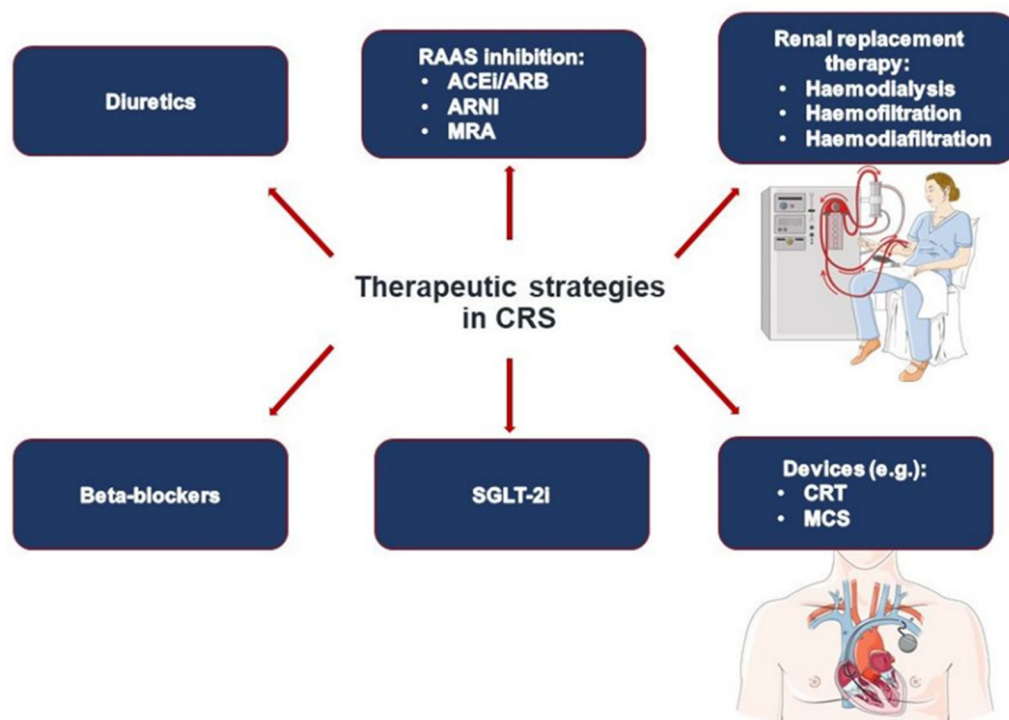 Diuretics
RAAS inhibition:
• ACEi/ARB
• ARNI
• MRA
Renal replacement
therapy:
• Haemodialysis
• Haemofiltration
• Haemodiafiltration
Therapeutic strategies
in CRS
Beta-blockers
SGLT-2i
Devices (e.g.):
• CRT
• MCS